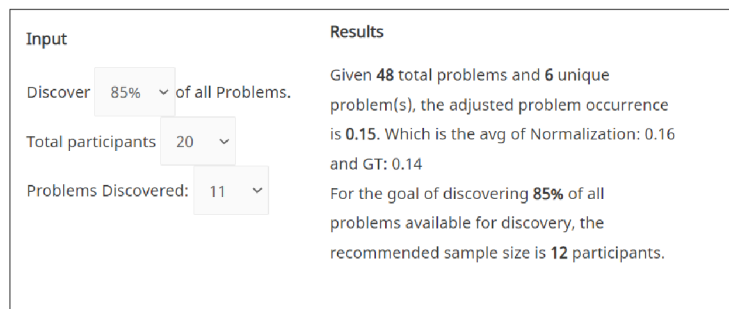 Input
Discover 85% of all Problems.
Total participants 20
Problems Discovered: 11
Results
Given 48 total problems and 6 unique
problem(s), the adjusted problem occurrence
is 0.15. Which is the avg of Normalization: 0.16
and GT: 0.14
For the goal of discovering 85% of all
problems available for discovery, the
recommended sample size is 12 participants.